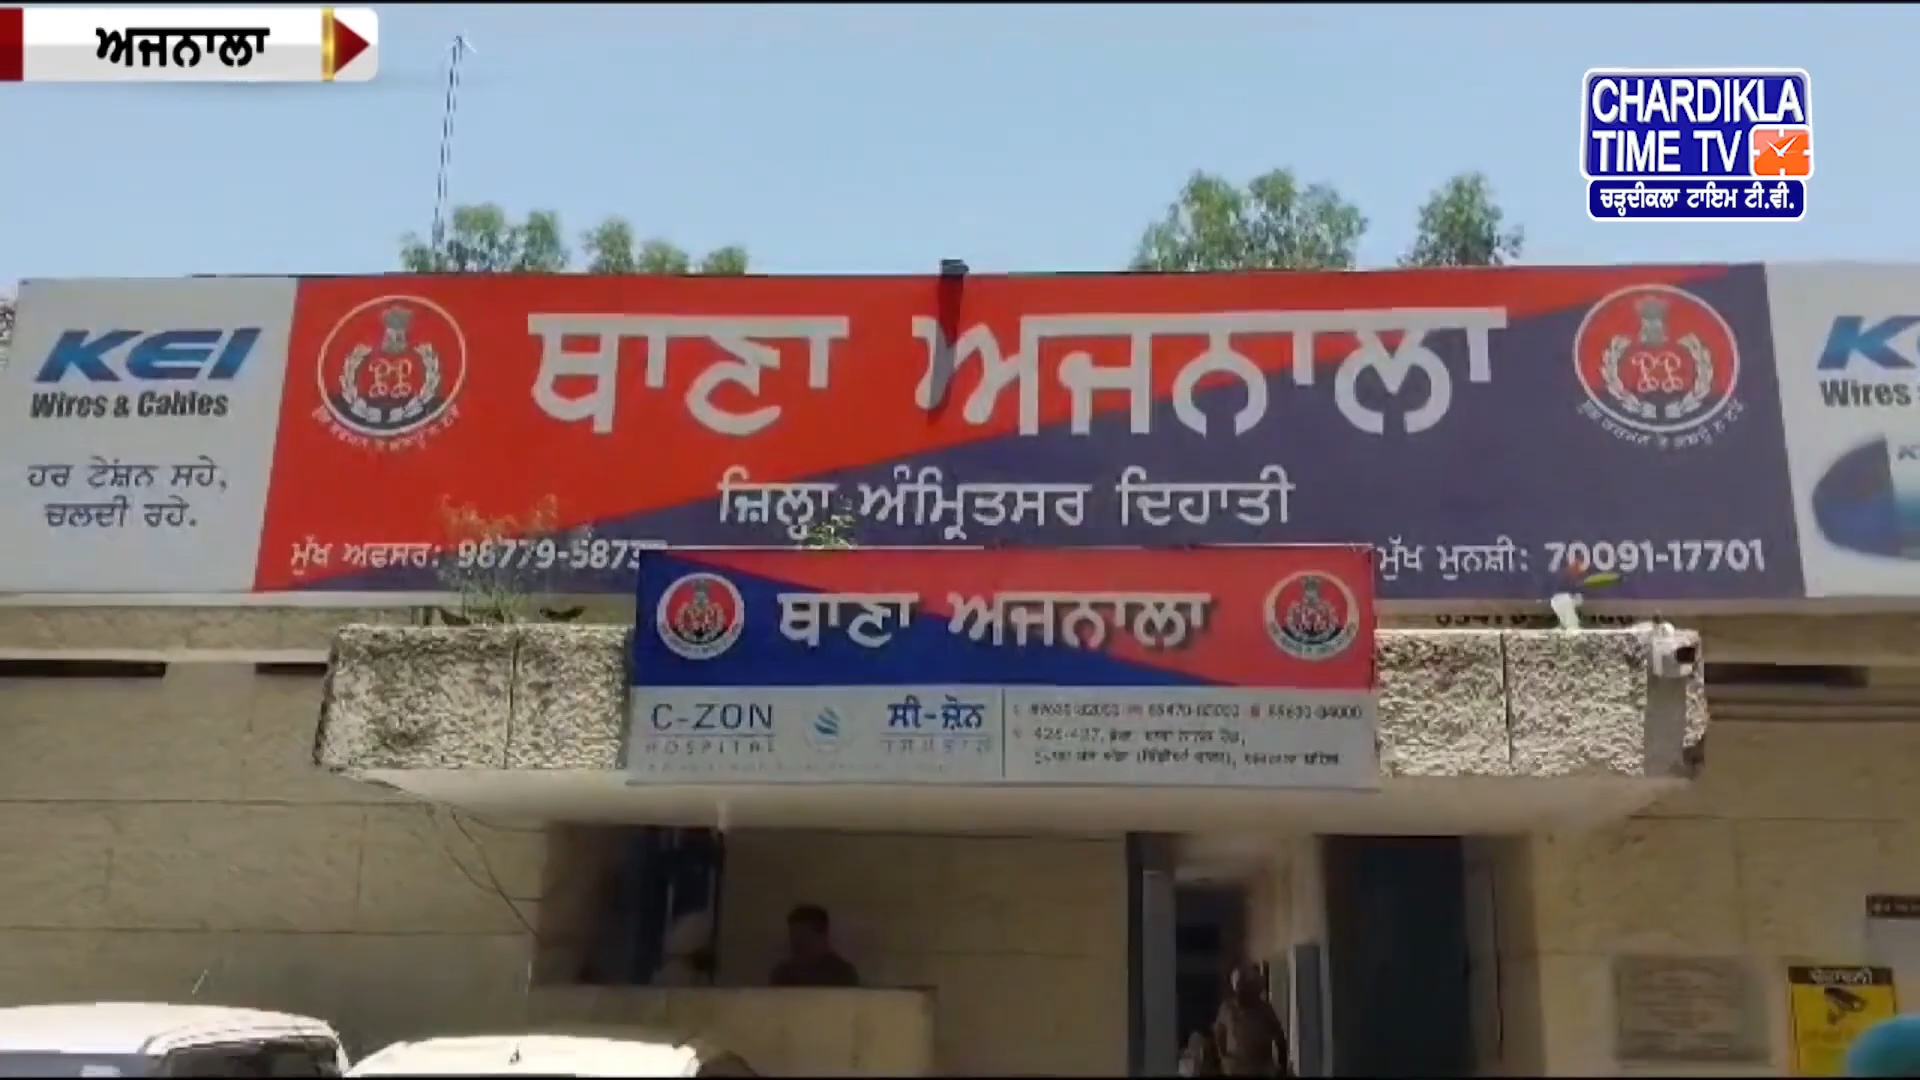 ਅਜਨਾਲਾ
CHARDIKLA
TIME TV
ਚੜ੍ਹਦੀਕਲਾ ਟਾਇਮ ਟੀ.ਵੀ.
KEI
Wires & Cables
ਹਰ ਟੇਂਸ਼ਨ ਸਹੇ,
ਚਲਦੀ ਰਹੇ.
ਥਾਣਾ ਅਜਨਾਲਾ
ਜ਼ਿਲ੍ਹਾ ਅੰਮ੍ਰਿਤਸਰ ਦਿਹਾਤੀ
ਮੁੱਖ ਅਫਸਰ:
ਮੁੱਖ ਮੁਨਸ਼ੀ: 70091-17701
Wires
ਥਾਣਾ ਅਜਨਾਲਾ
C-ZON
HOSPITAL
ਸੀ-ਜ਼ੋਨ